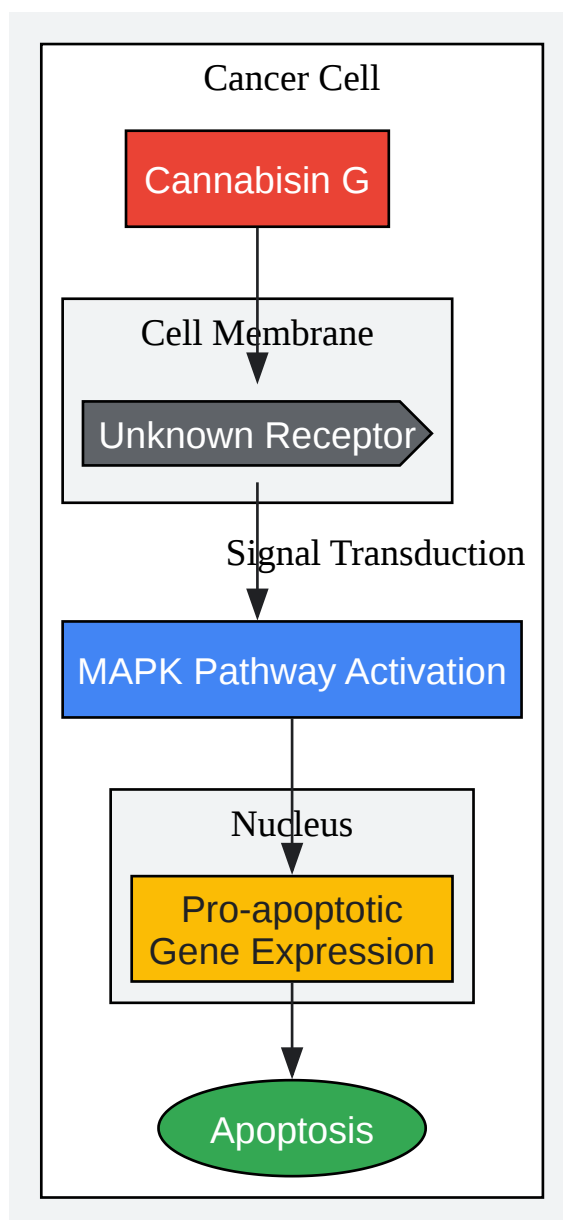 Cancer Cell
Cannabisin G
Cell Membrane
Unknown Receptor
Signal Transduction
MAPK Pathway Activation
Nucleus
Pro-apoptotic
Gene Expression
Apoptosis